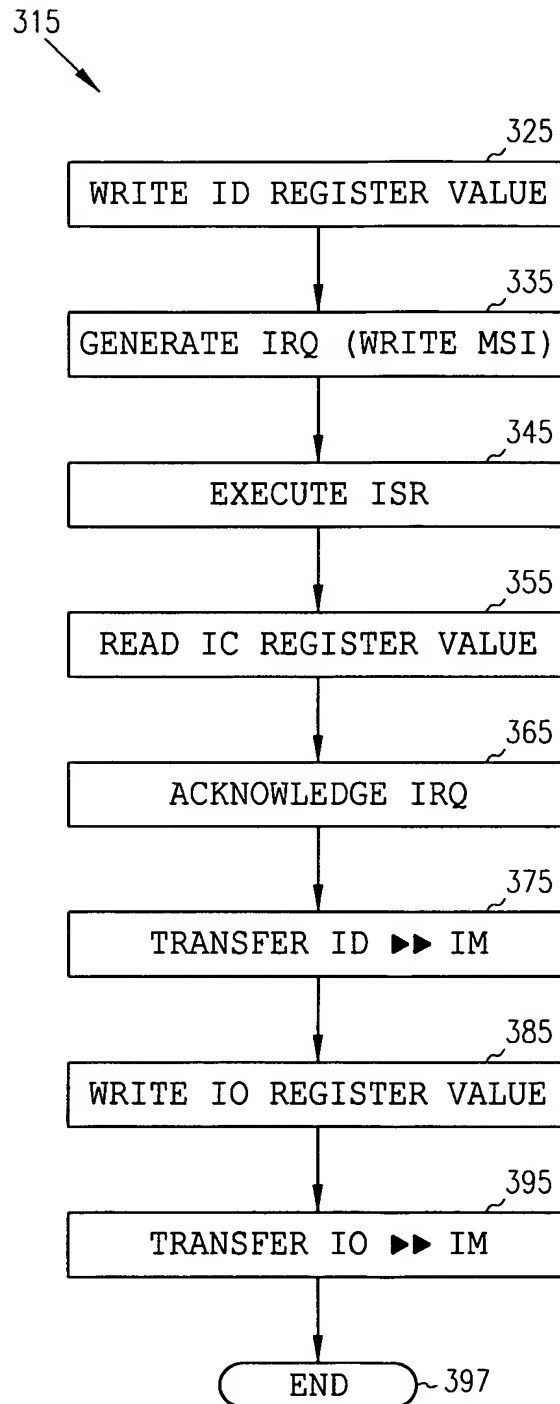 315
325
WRITE ID REGISTER VALUE
335
GENERATE IRQ (WRITE MSI)
345
EXECUTE ISR
355
READ IC REGISTER VALUE
365
ACKNOWLEDGE IRQ
375
TRANSFER ID ▶▶ IM
385
WRITE IO REGISTER VALUE
395
TRANSFER IO ▶▶ IM
END 397